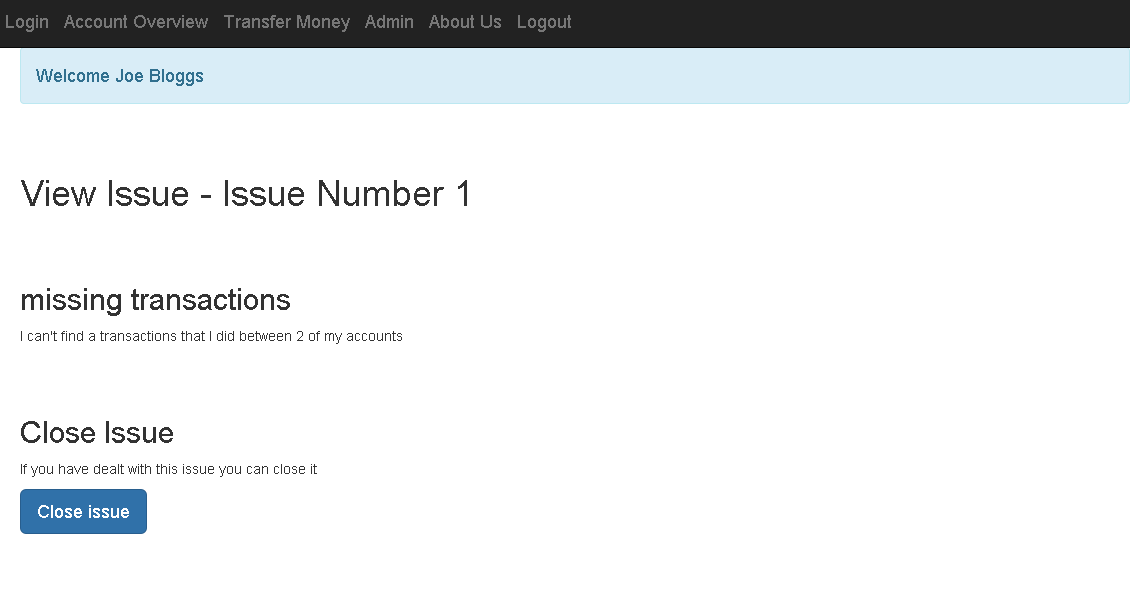 Login Account Overview Transfer Money Admin About Us Logout
Welcome Joe Bloggs
View Issue - Issue Number 1
missing transactions
I can't find a transactions that I did between 2 of my accounts
Close Issue
If you have dealt with this issue you can close it
Close issue